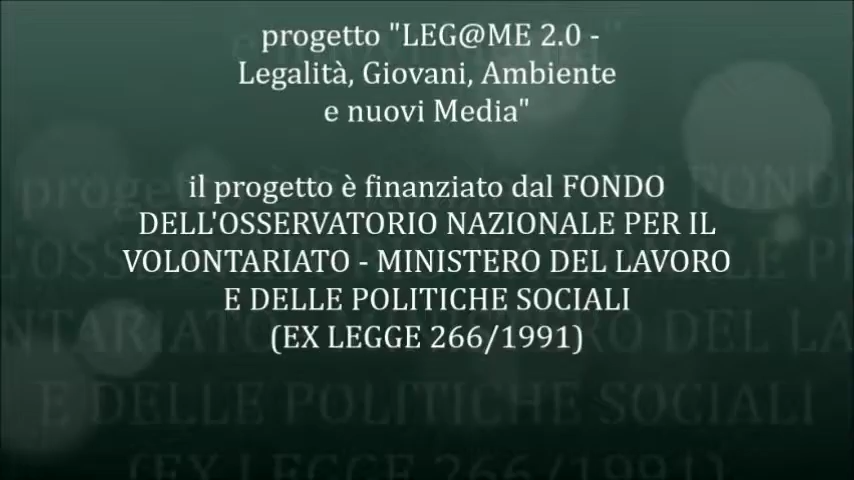 progetto "LEG@ME 2.0 -
Legalità, Giovani, Ambiente
e nuovi Media"
il progetto è finanziato dal FONDO
DELL'OSSERVATORIO NAZIONALE PER IL
VOLONTARIATO - MINISTERO DEL LAVORO
E DELLE POLITICHE SOCIALI
(EX LEGGE 266/1991)